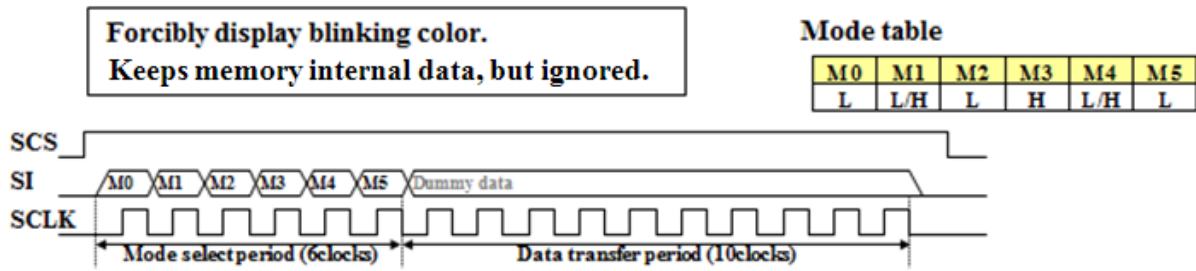 Forcibly display blinking color.
Keeps memory internal data, but ignored.
Mode table
M0 M1 M2 M3 M4 M5
L L/H L H L/H L
SCS
SI M0 M1 M2 M3 M4 M5 Dummy data
SCLK
Mode select period (6clocks) Data transfer period (10clocks)